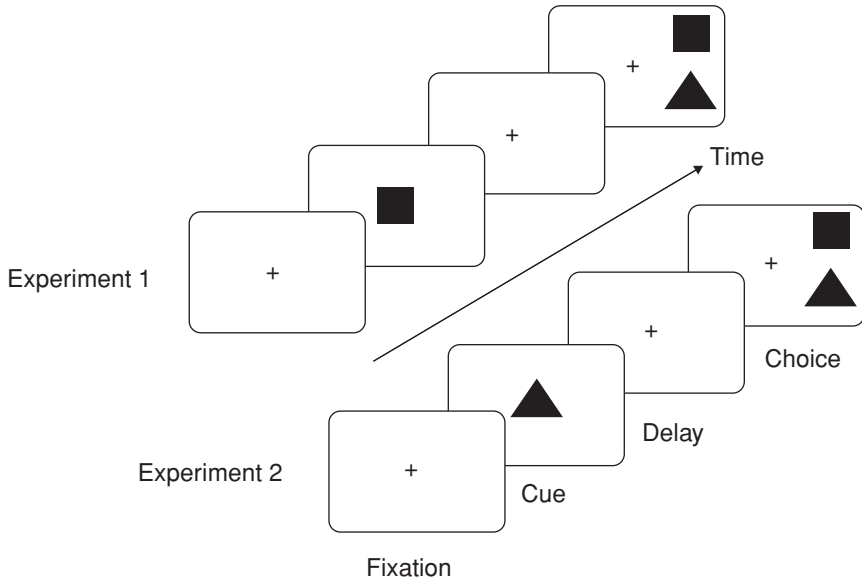 Time
Experiment 1
Choice
Delay
Experiment 2
Cue
Fixation